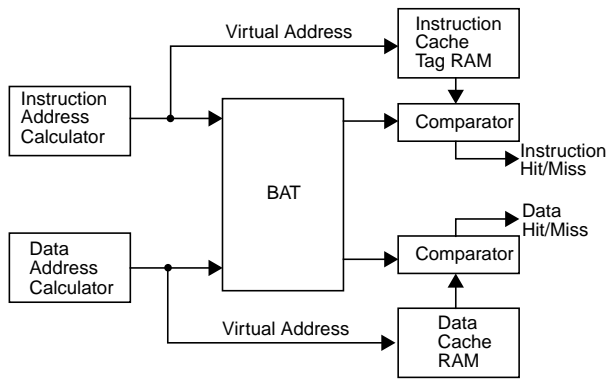 Virtual Address
Instruction
Cache
Tag RAM
Instruction
Address
Calculator
Comparator
Instruction
Hit/Miss
BAT
Data
Hit/Miss
Data
Address
Calculator
Comparator
Virtual Address
Data
Cache
RAM